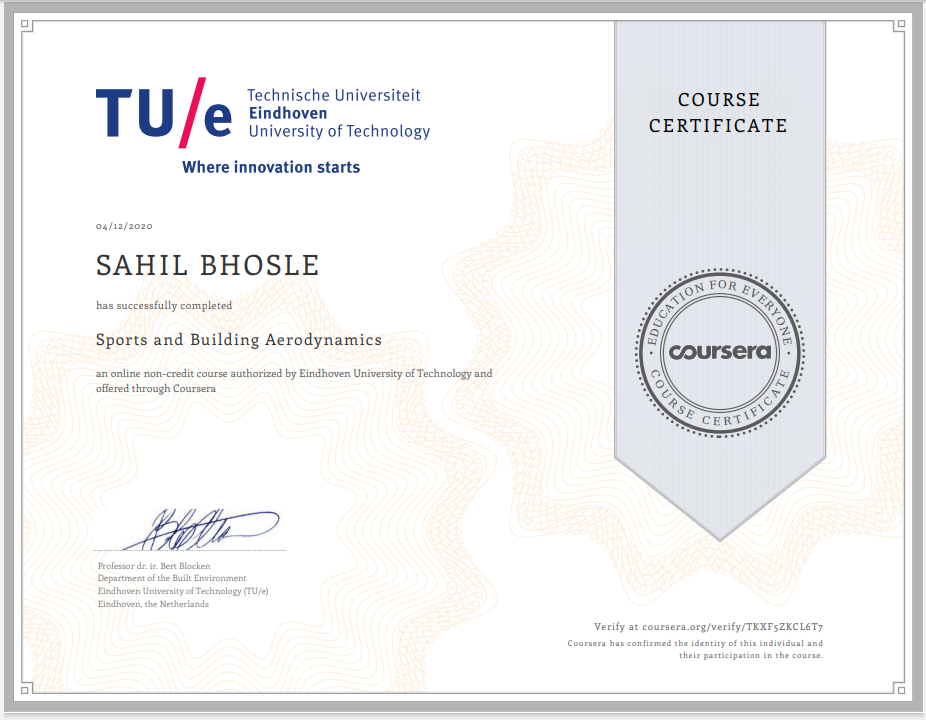 TU/e
Technische Universiteit
Eindhoven
University of Technology
Where innovation starts
04/12/2020
SAHIL BHOSLE
has successfully completed
Sports and Building Aerodynamics
an online non-credit course authorized by Eindhoven University of Technology and
offered through Coursera
Professor dr. ir. Bert Blocken
Department of the Built Environment
Eindhoven University of Technology (TU/e)
Eindhoven, the Netherlands
COURSE
CERTIFICATE
EDUCATION FOR EVERYONE
coursera
COURSE CERTIFICATE
Verify at coursera.org/verify/TKXF5ZKCL6T7
Coursera has confirmed the identity of this individual and
their participation in the course.